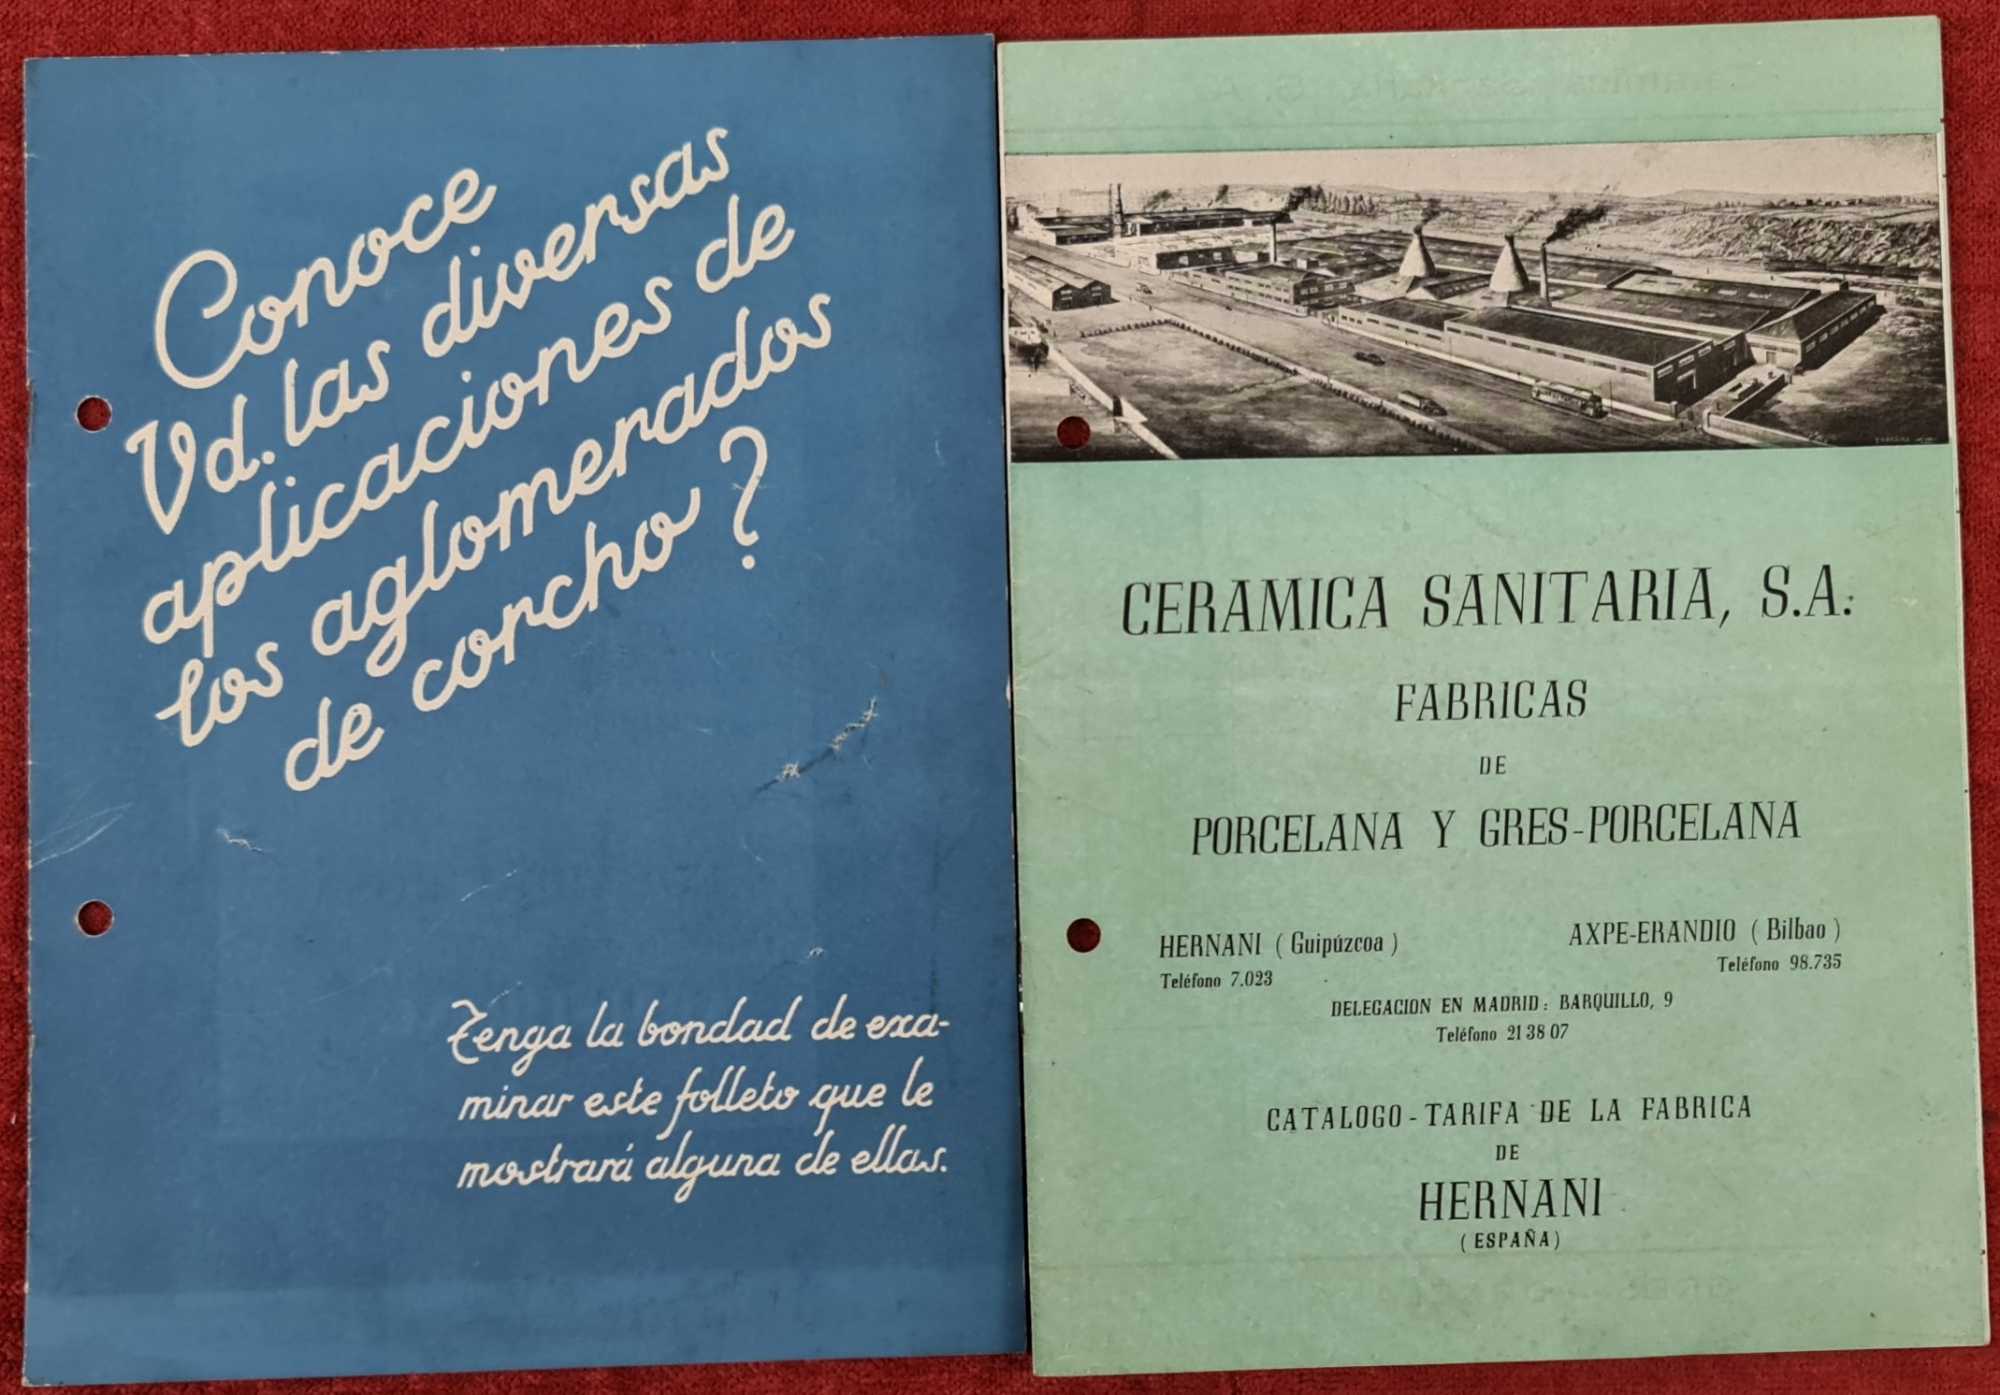 Conoce
Vd. las diversas
aplicaciones de
los aglomerados
de corcho?
Tenga la bondad de exa-
minar este folleto que le
mostrará alguna de ellas.
CERAMICA SANITARIA, S.A.
FABRICAS
DE
PORCELANA Y GRES-PORCELANA
HERNANI (Guipúzcoa)
Teléfono 7.023
AXPE-ERANDIO (Bilbao)
Teléfono 98.735
DELEGACION EN MADRID: BARQUILLO, 9
Teléfono 21 38 07
CATALOGO-TARIFA DE LA FABRICA
DE
HERNANI
(ESPAÑA)